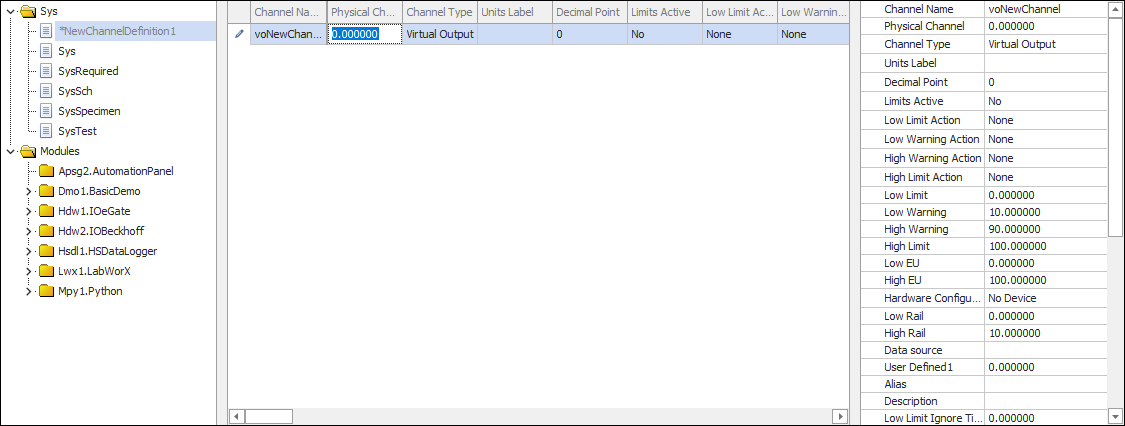 Sys
*NewChannelDefinition1
Sys
SysRequired
SysSch
SysSpecimen
SysTest
Modules
Apsg2.AutomationPanel
Dmo1.BasicDemo
Hdw1.IOeGate
Hdw2.IOBeckhoff
Hsdl1.HSDataLogger
Lwx1.LabWorX
Mpy1.Python
Channel Na... Physical Ch... Channel Type Units Label Decimal Point Limits Active Low Limit Ac... Low Warnin...
voNewChan... 0.000000 Virtual Output 0 No None None
Channel Name voNewChannel
Physical Channel 0.000000
Channel Type Virtual Output
Units Label
Decimal Point 0
Limits Active No
Low Limit Action None
Low Warning Action None
High Warning Action None
High Limit Action None
Low Limit 0.000000
Low Warning 10.000000
High Warning 90.000000
High Limit 100.000000
Low EU 0.000000
High EU 100.000000
Hardware Configu... No Device
Low Rail 0.000000
High Rail 10.000000
Data source
User Defined1 0.000000
Alias
Description
Low Limit Ignore Ti... 0.000000